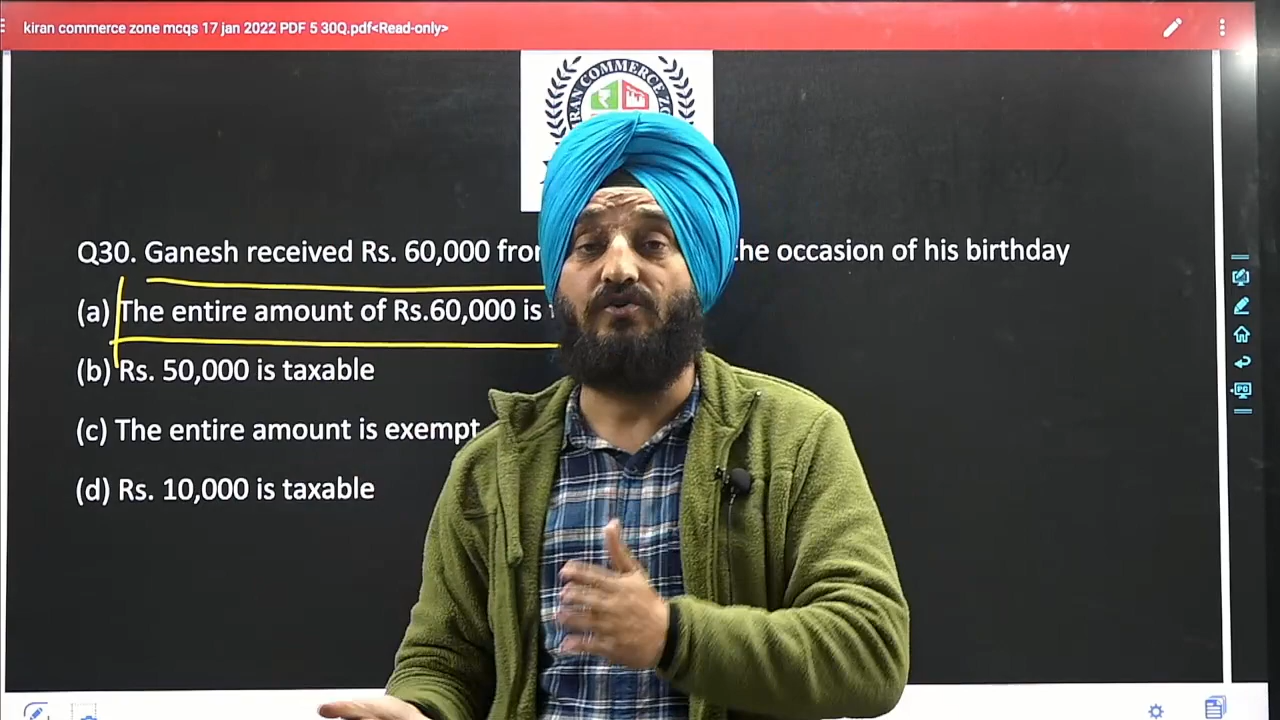 kiran commerce zone mcqs 17 jan 2022 PDF 5 30Q.pdf<Read-only>
COMMERCE
Q30. Ganesh received Rs. 60,000 the occasion of his birthday
(a) The entire amount of Rs.60,000 is
(b) Rs. 50,000 is taxable
(c) The entire amount is exempt
(d) Rs. 10,000 is taxable